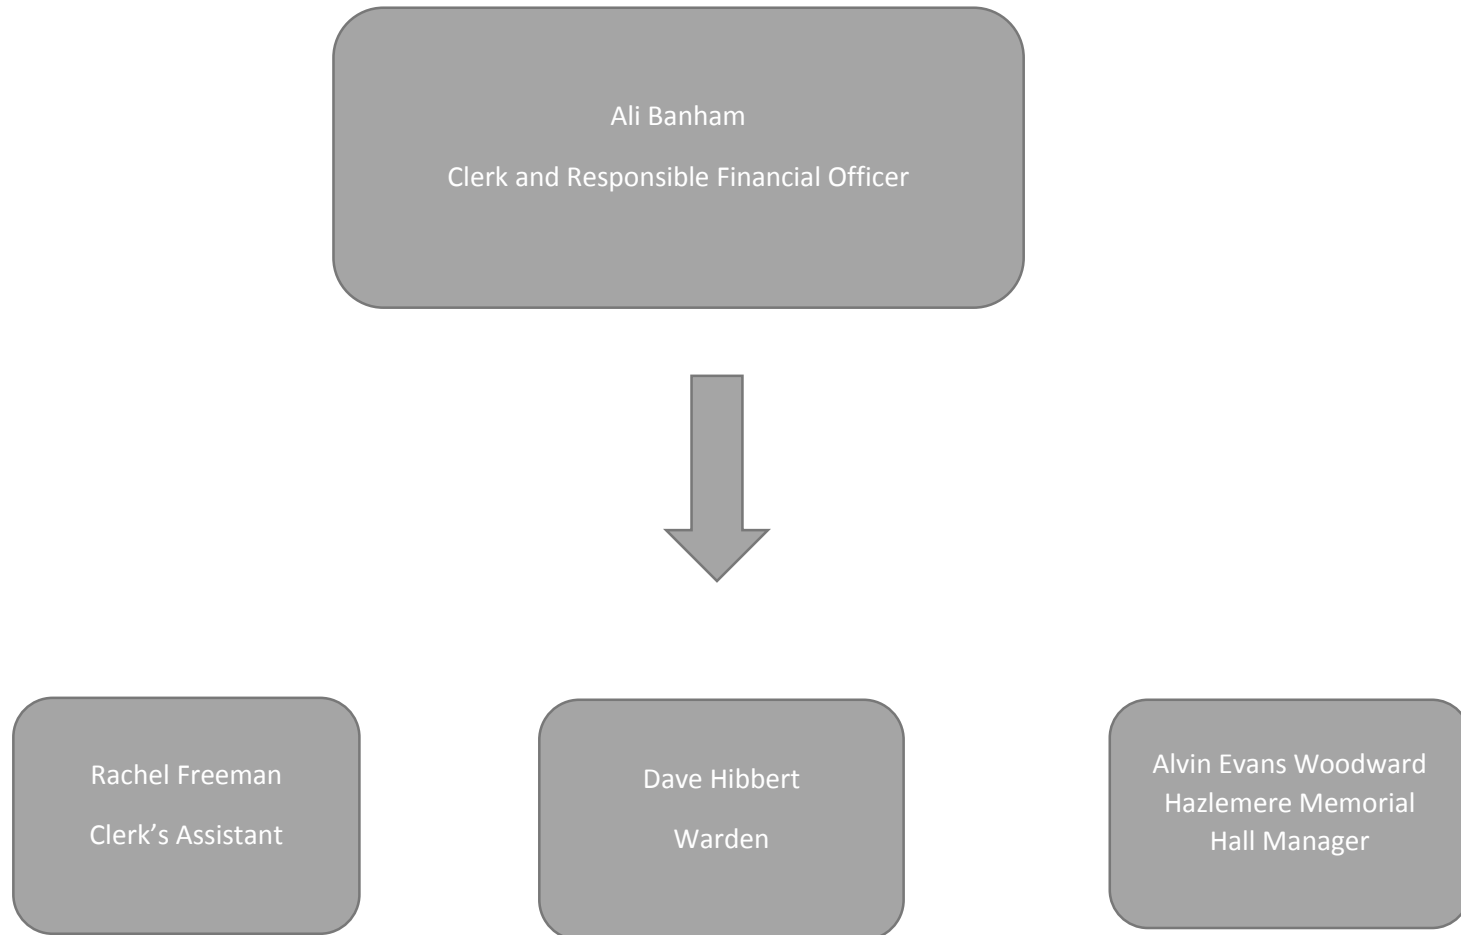 Ali Banham
Clerk and Responsible Financial Officer
Rachel Freeman
Clerk’s Assistant
Dave Hibbert
Warden
Alvin Evans Woodward
Hazlemere Memorial
Hall Manager